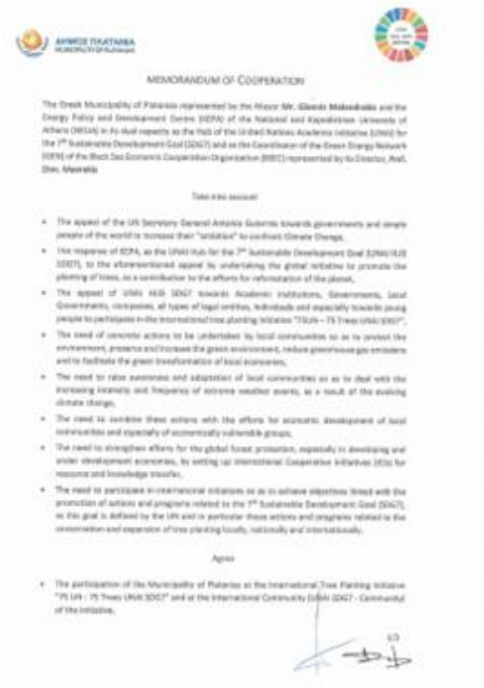 ΔΗΜΟΣ ΠΛΑΤΑΝΙΑ
MUNICIPALITY OF PLATANIAS
MEMORANDUM OF COOPERATION
The Greek Municipality of Platanias represented by the Mayor Mr. Giannis Malandrakis and the
Energy Policy and Development Centre (KEPA) of the National and Kapodistrian University of
Athens (NKUA) in its dual capacity as the Hub of the United Nations Academic Initiative (UNAI) for
the 7th Sustainable Development Goal (SDG7) and as the Coordinator of the Green Energy Network
(GEN) of the Black Sea Economic Cooperation Organization (BSEC) represented by its Director, Prof.
Dim. Mavrakis
Take into account
• The appeal of the UN Secretary General Antonio Guterres towards governments and simple
people of the world to increase their "ambition" to confront Climate Change,
• The response of KEPA, as the UNAI Hub for the 7th Sustainable Development Goal (UNAI HUB
SDG7), to the aforementioned appeal by undertaking the global initiative to promote the
planting of trees, as a contribution to the efforts for reforestation of the planet,
• The appeal of UNAI HUB SDG7 towards Academic Institutions, Governments, Local
Governments, companies, all types of legal entities, individuals and especially towards young
people to participate in the international tree planting initiative "75UN – 75 Trees UNAI SDG7",
• The need of concrete actions to be undertaken by local communities so as to protect the
environment, preserve and increase the green environment, reduce greenhouse gas emissions
and to facilitate the green transformation of local economies,
• The need to raise awareness and adaptation of local communities so as to deal with the
increasing intensity and frequency of extreme weather events, as a result of the evolving
climate change,
• The need to combine these actions with the efforts for economic development of local
communities and especially of economically vulnerable groups,
• The need to strengthen efforts for the global forest protection, especially in developing and
under development economies, by setting up International Cooperative Initiatives (ICIs) for
resource and knowledge transfer,
• The need to participate in international initiatives so as to achieve objectives linked with the
promotion of actions and programs related to the 7th Sustainable Development Goal (SDG7),
as this goal is defined by the UN and in particular those actions and programs related to the
conservation and expansion of tree planting locally, nationally and internationally.
Agree
• The participation of the Municipality of Platanias at the International Tree Planting Initiative
"75 UN - 75 Trees UNAI SDG7" and at the International Community (UNAI SDG7 - Community)
of the Initiative,